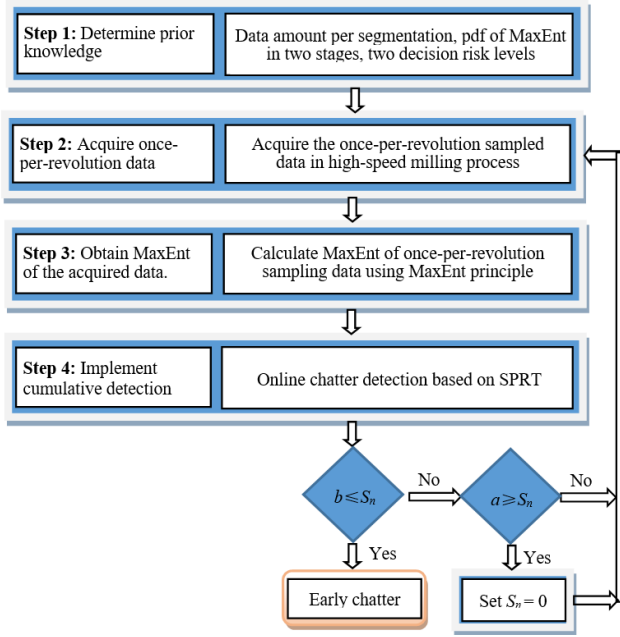 Step 1: Determine prior
knowledge
Data amount per segmentation, pdf of MaxEnt
in two stages, two decision risk levels
Step 2: Acquire once-
per-revolution data
Acquire the once-per-revolution sampled
data in high-speed milling process
Step 3: Obtain MaxEnt
of the acquired data.
Calculate MaxEnt of once-per-revolution
sampling data using MaxEnt principle
Step 4: Implement
cumulative detection
Online chatter detection based on SPRT
b≤Sn
No
a≥Sn
No
Yes
Yes
Early chatter
Set Sn = 0